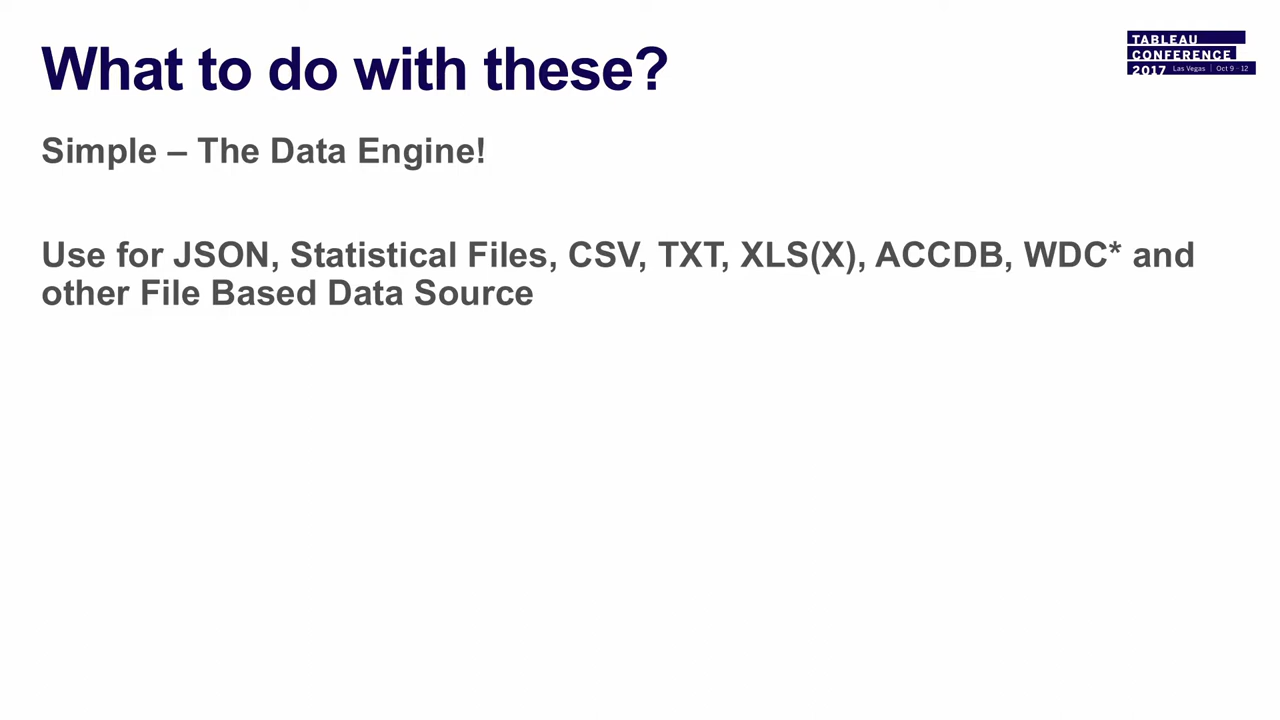 What to do with these?
TABLEAU
CONFERENCE
2017 Las Vegas | Oct 9 - 12
Simple – The Data Engine!
Use for JSON, Statistical Files, CSV, TXT, XLS(X), ACCDB, WDC* and
other File Based Data Source